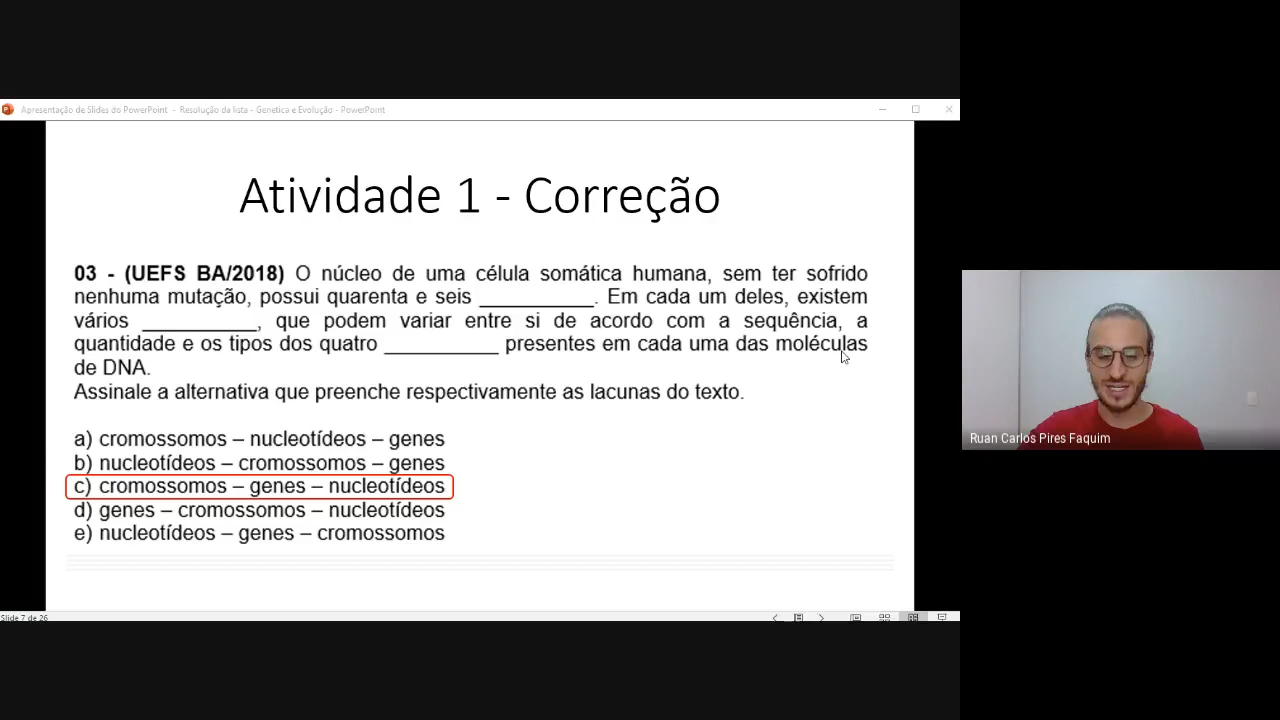 Apresentação de Slides do PowerPoint - Resolução da lista - Genetica e Evolução - PowerPoint
Atividade 1 - Correção
03 - (UEFS BA/2018) O núcleo de uma célula somática humana, sem ter sofrido
nenhuma mutação, possui quarenta e seis __________. Em cada um deles, existem
vários __________, que podem variar entre si de acordo com a sequência, a
quantidade e os tipos dos quatro __________ presentes em cada uma das moléculas
de DNA.
Assinale a alternativa que preenche respectivamente as lacunas do texto.
a) cromossomos – nucleotídeos – genes
b) nucleotídeos – cromossomos – genes
c) cromossomos – genes – nucleotídeos
d) genes – cromossomos – nucleotídeos
e) nucleotídeos – genes – cromossomos
Ruan Carlos Pires Faquim
Slide 7 de 26